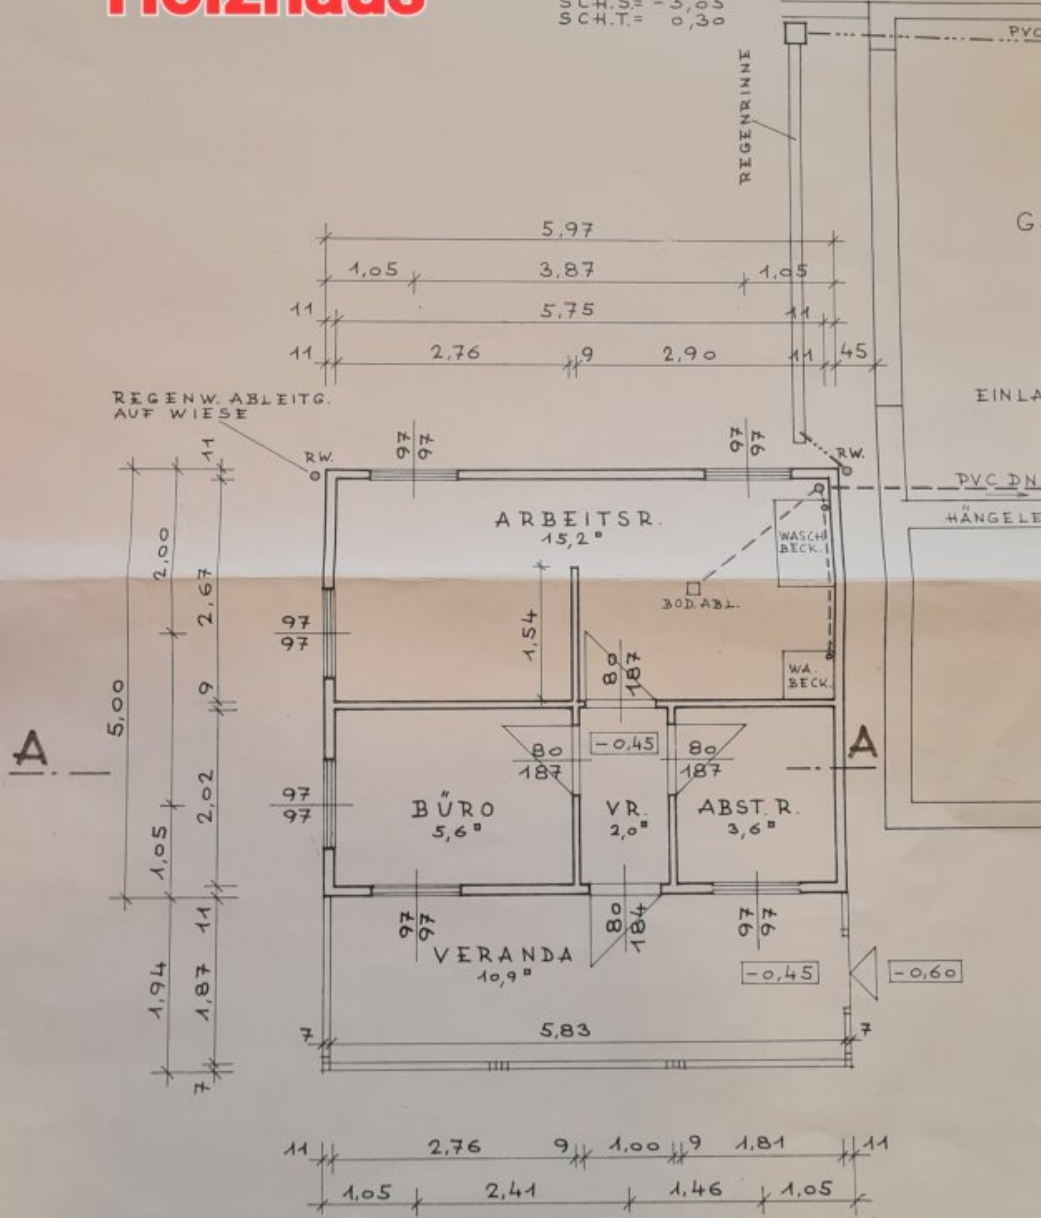 Holzhaus
SCH.S.= -3,05
SCH.T.= 0,30
PVC
REGENRINNE
G
5,97
1,05 3,87 1,05
11 5,75 11
11 2,76 9 2,90 11 45
EINLA
REGENW. ABLEITG.
AUF WIESE
RW.
RW.
11
97
97
97
97
PVC DN
HÄNGELE
ARBEITSR.
15,2
WASCH
BECK.
BOD. ABL.
2,00
2,67
97
97
1,54
80
187
WA.
BECK.
9
5,00
A
A
-0,45
80
187
80
187
97
97
2,02
BÜRO
5,6
VR.
2,0
ABST. R.
3,6
1,05
11
97
97
80
184
97
97
VERANDA
10,9
-0,45
-0,60
1,94
1,87
7 5,83 7
7
11 2,76 9 1,00 9 1,81 11
1,05 2,41 1,46 1,05